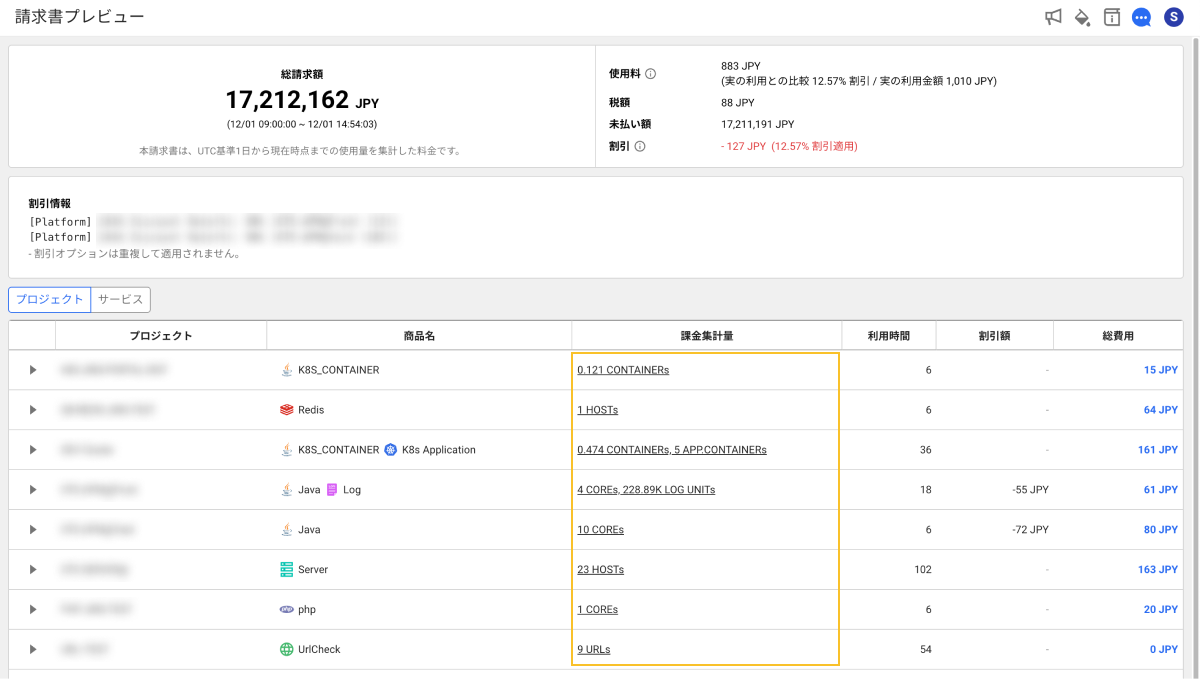 請求書プレビュー
S
総請求額
17,212,162 JPY
(12/01 09:00:00 ~ 12/01 14:54:03)
本請求書は、UTC基準1日から現在時点までの使用量を集計した料金です。
使用料 883 JPY
(実の利用との比較 12.57% 割引 / 実の利用金額 1,010 JPY)
税額 88 JPY
未払い額 17,211,191 JPY
割引 - 127 JPY (12.57% 割引適用)
割引情報
[Platform]
[Platform]
- 割引オプションは重複して適用されません。
プロジェクト サービス
プロジェクト 商品名 課金集計量 利用時間 割引額 総費用
K8S_CONTAINER 0.121 CONTAINERs 6 - 15 JPY
Redis 1 HOSTs 6 - 64 JPY
K8S_CONTAINER K8s Application 0.474 CONTAINERs, 5 APP.CONTAINERs 36 - 161 JPY
Java Log 4 COREs, 228.89K LOG UNITs 18 -55 JPY 61 JPY
Java 10 COREs 6 -72 JPY 80 JPY
Server 23 HOSTs 102 - 163 JPY
php php 1 COREs 6 - 20 JPY
UrlCheck 9 URLs 54 - 0 JPY